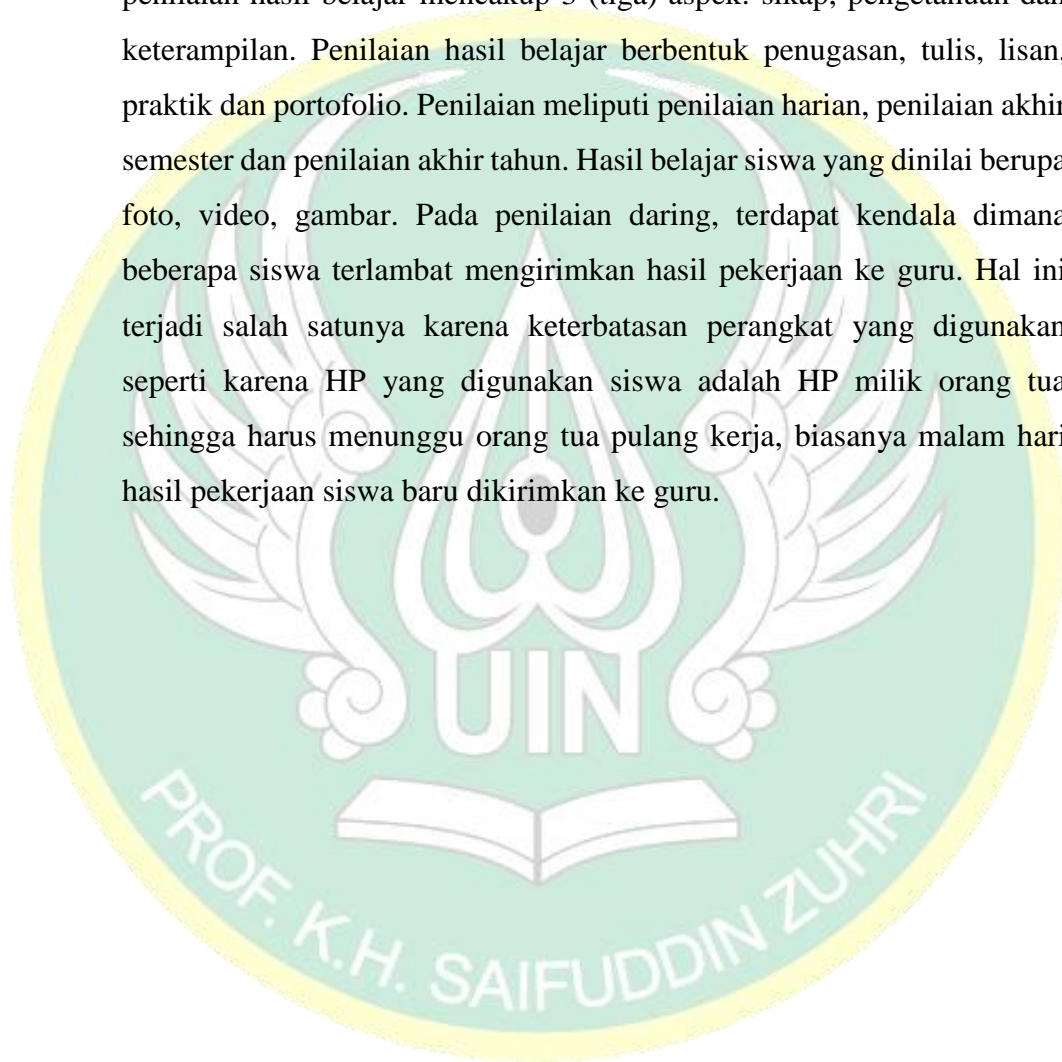 penilaian hasil belajar mencakup 3 (tiga) aspek: sikap, pengetahuan dan
keterampilan. Penilaian hasil belajar berbentuk penugasan, tulis, lisan,
praktik dan portofolio. Penilaian meliputi penilaian harian, penilaian akhir
semester dan penilaian akhir tahun. Hasil belajar siswa yang dinilai berupa
foto, video, gambar. Pada penilaian daring, terdapat kendala dimana
beberapa siswa terlambat mengirimkan hasil pekerjaan ke guru. Hal ini
terjadi salah satunya karena keterbatasan perangkat yang digunakan
seperti karena HP yang digunakan siswa adalah HP milik orang tua
sehingga harus menunggu orang tua pulang kerja, biasanya malam hari
hasil pekerjaan siswa baru dikirimkan ke guru.
UIN
PROF. K.H. SAIFUDDIN ZUHRI